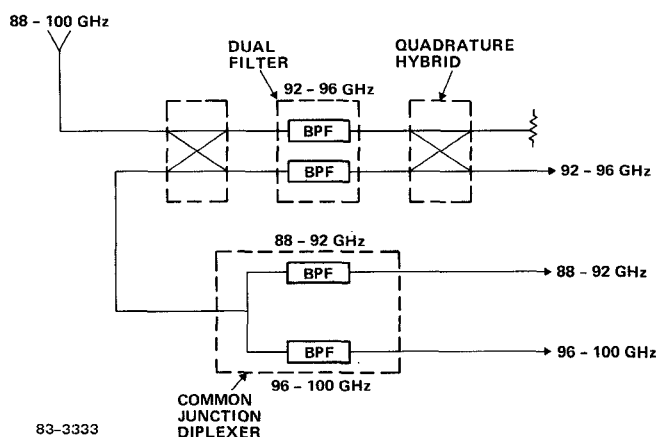 88 – 100 GHz
DUAL
FILTER
QUADRATURE
HYBRID
92 – 96 GHz
BPF
BPF
92 – 96 GHz
88 – 92 GHz
BPF
88 – 92 GHz
BPF
96 – 100 GHz
96 – 100 GHz
COMMON
JUNCTION
DIPLEXER
83-3333